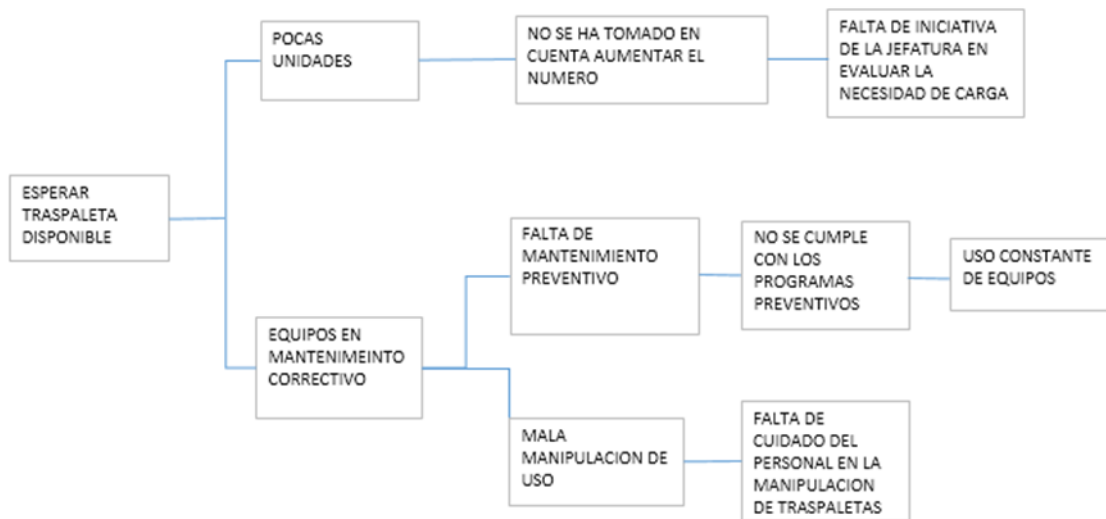 POCAS
UNIDADES
NO SE HA TOMADO EN
CUENTA AUMENTAR EL
NUMERO
FALTA DE INICIATIVA
DE LA JEFATURA EN
EVALUAR LA
NECESIDAD DE CARGA
ESPERAR
TRASPALETA
DISPONIBLE
EQUIPOS EN
MANTENIMEINTO
CORRECTIVO
FALTA DE
MANTENIMIENTO
PREVENTIVO
NO SE CUMPLE
CON LOS
PROGRAMAS
PREVENTIVOS
USO CONSTANTE
DE EQUIPOS
MALA
MANIPULACION DE
USO
FALTA DE
CUIDADO DEL
PERSONAL EN LA
MANIPULACION
DE TRASPALETAS